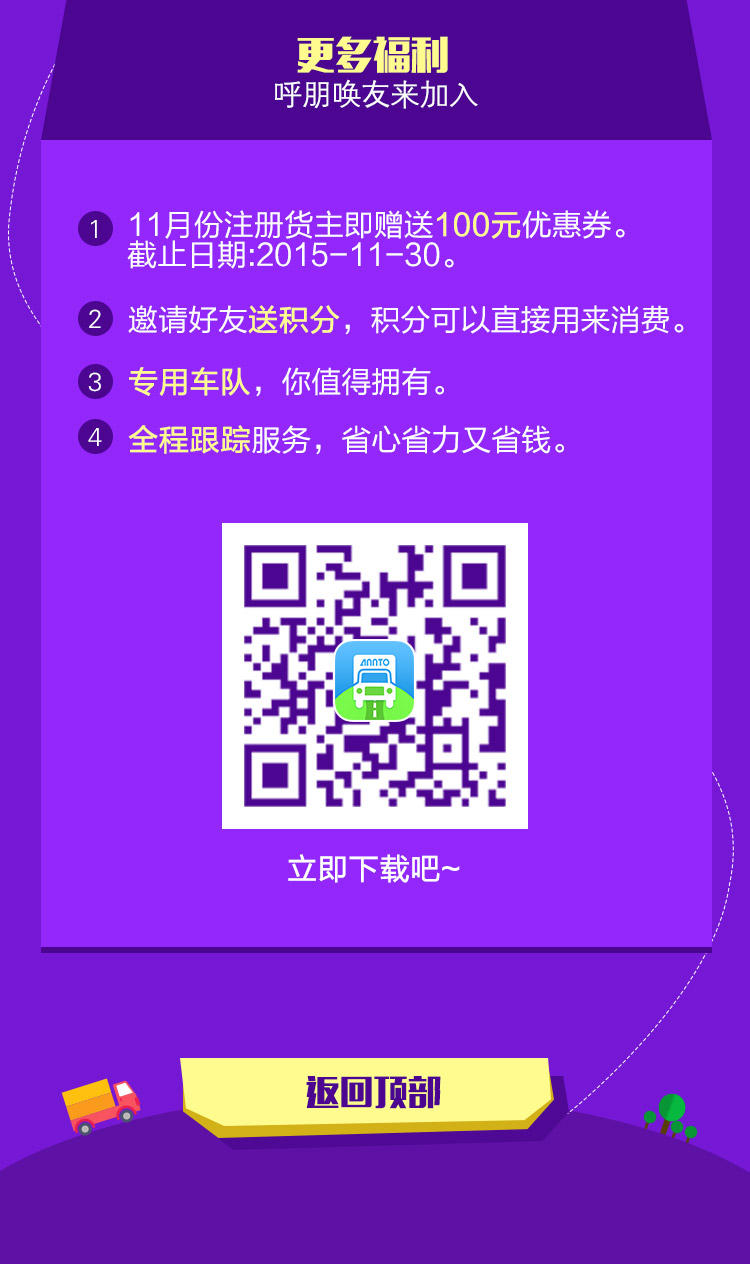 更多福利
呼朋唤友来加入
1 11月份注册货主即赠送100元优惠券。
截止日期:2015-11-30。
2 邀请好友送积分，积分可以直接用来消费。
3 专用车队，你值得拥有。
4 全程跟踪服务，省心省力又省钱。
ANNTO
立即下载吧~
返回顶部